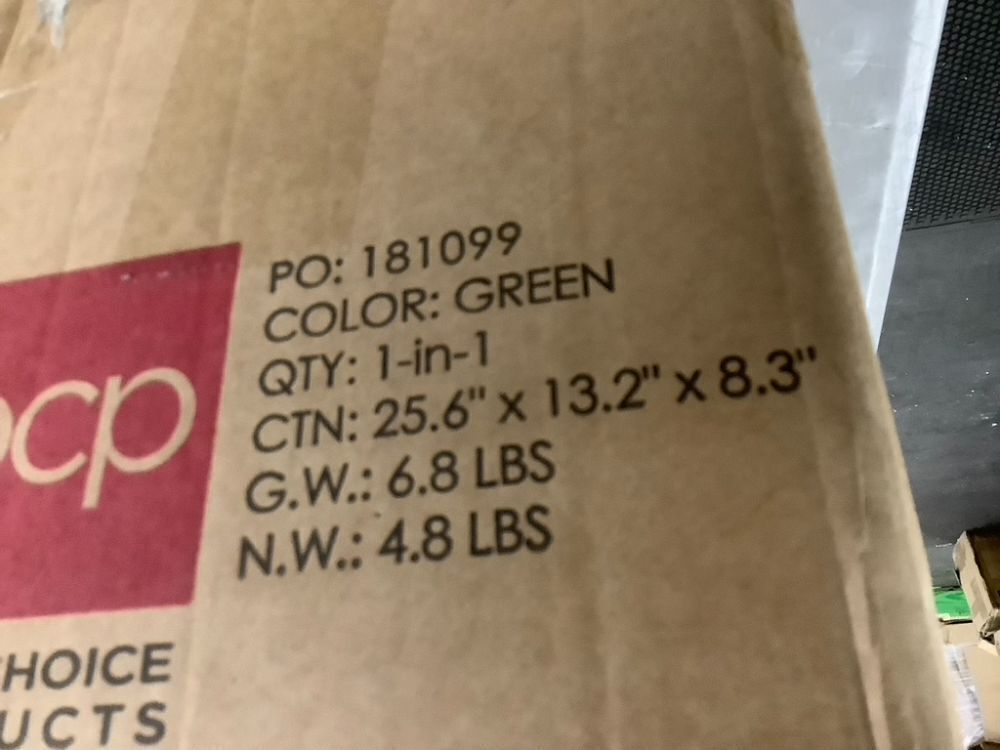 PO: 181099
COLOR: GREEN
QTY: 1-in-1
CTN: 25.6" x 13.2" x 8.3"
G.W.: 6.8 LBS
N.W.: 4.8 LBS
cp
HOICE
UCTS